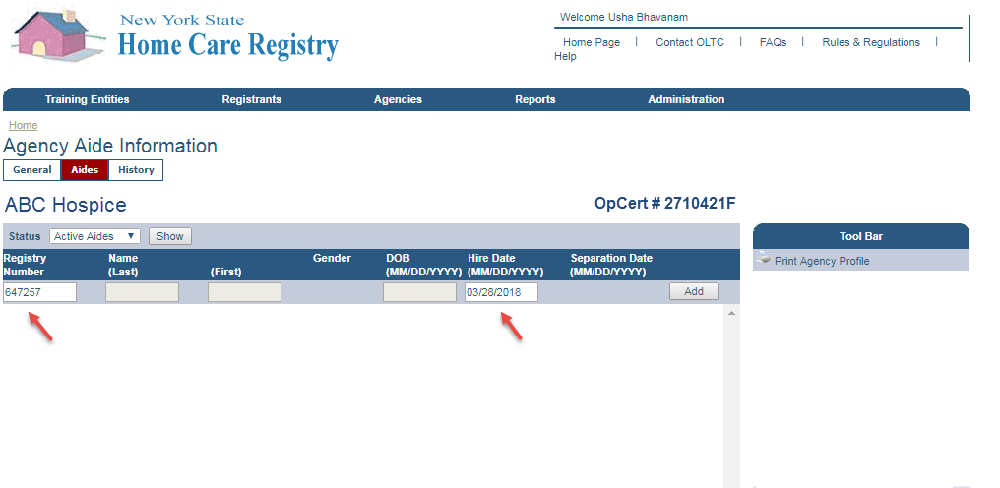 New York State
Home Care Registry
Welcome Usha Bhavanam
Home Page | Contact OLTC | FAQs | Rules & Regulations |
Help
Training Entities Registrants Agencies Reports Administration
Home
Agency Aide Information
General Aides History
ABC Hospice OpCert # 2710421F
Status Active Aides ▼ Show
Tool Bar
Registry Name Gender DOB Hire Date Separation Date
Number (Last) (First) (MM/DD/YYYY) (MM/DD/YYYY) (MM/DD/YYYY)
Print Agency Profile
647257 03/28/2018 Add